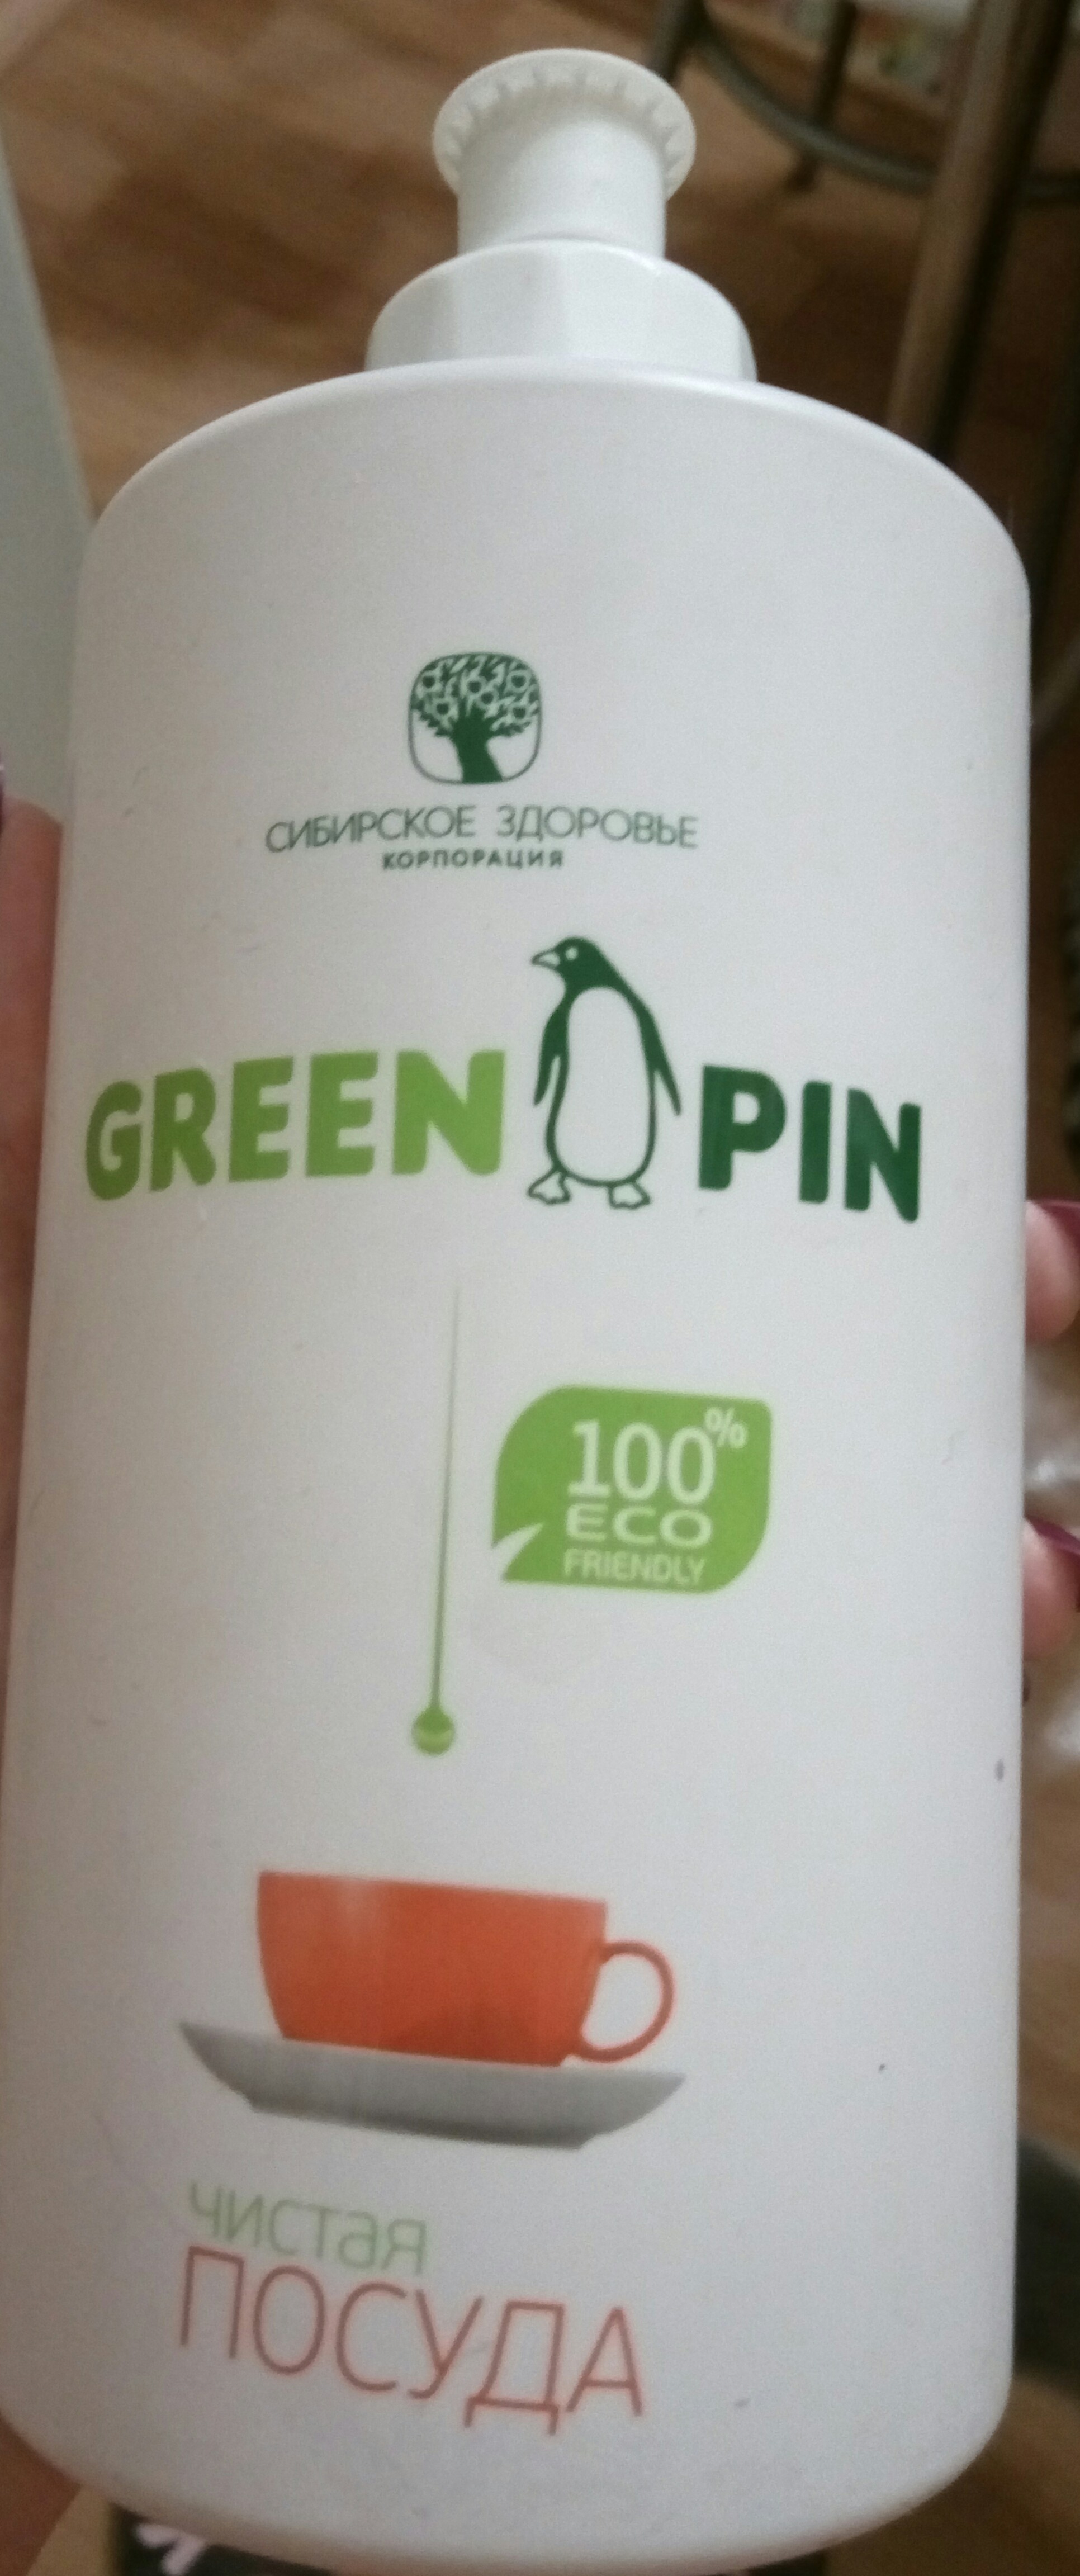 СИБИРСКОЕ ЗДОРОВЬЕ
КОРПОРАЦИЯ
GREEN PIN
100%
ECO
FRIENDLY
чистая
ПОСУДА